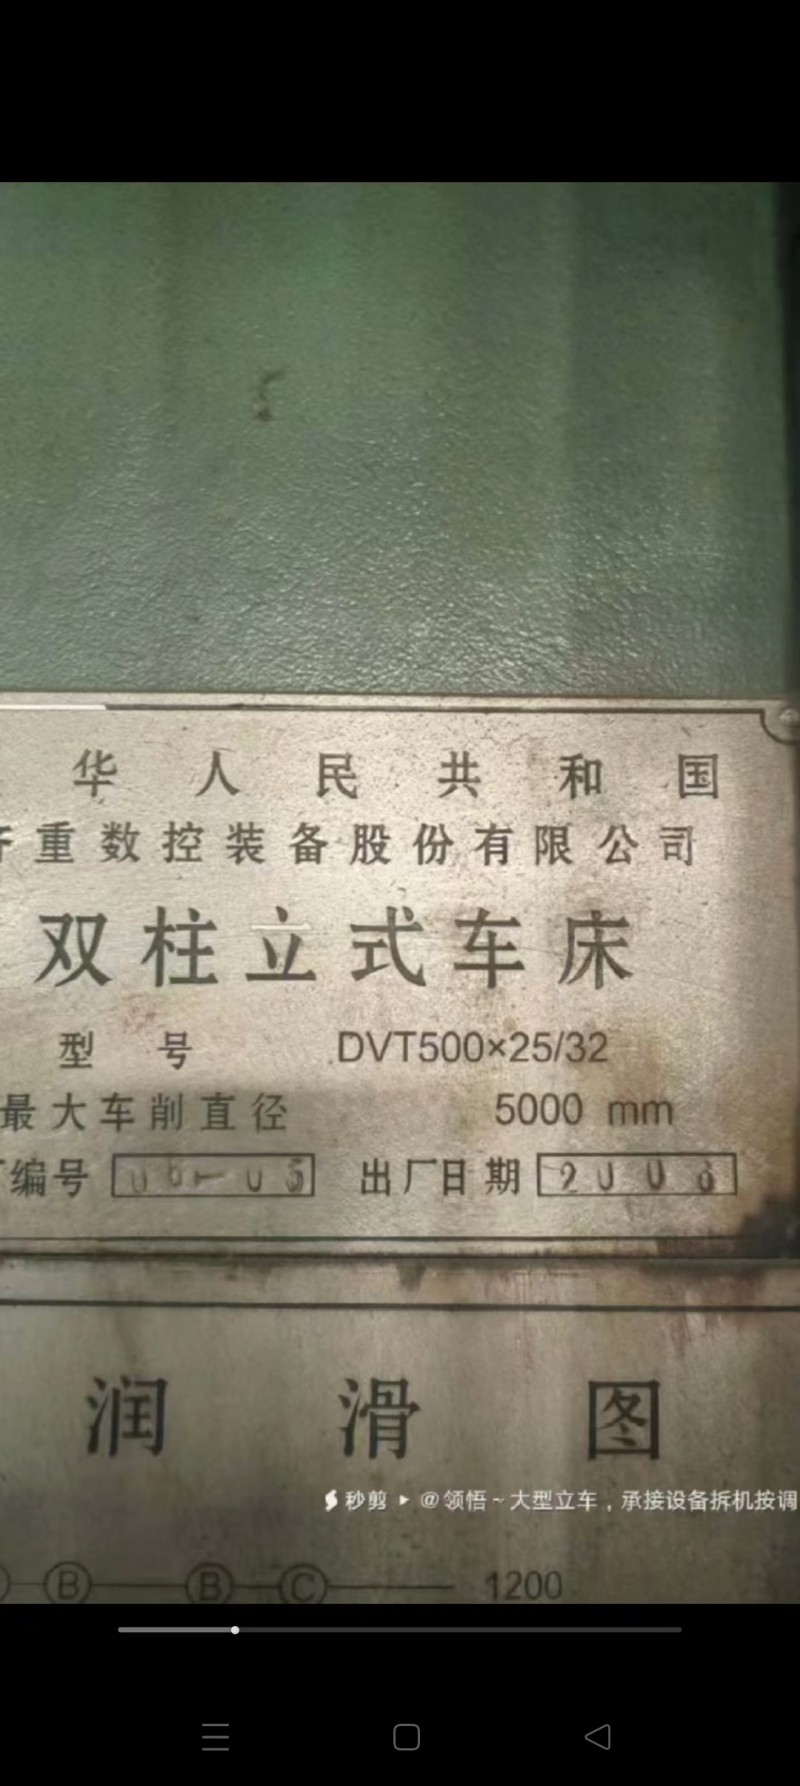 华人民共和国
重数控装备股份有限公司
双柱立式车床
型号 DVT500×25/32
最大车削直径 5000 mm
编号 出厂日期
润滑图
秒剪 @领悟~大型立车，承接设备拆机按调
B B C 1200